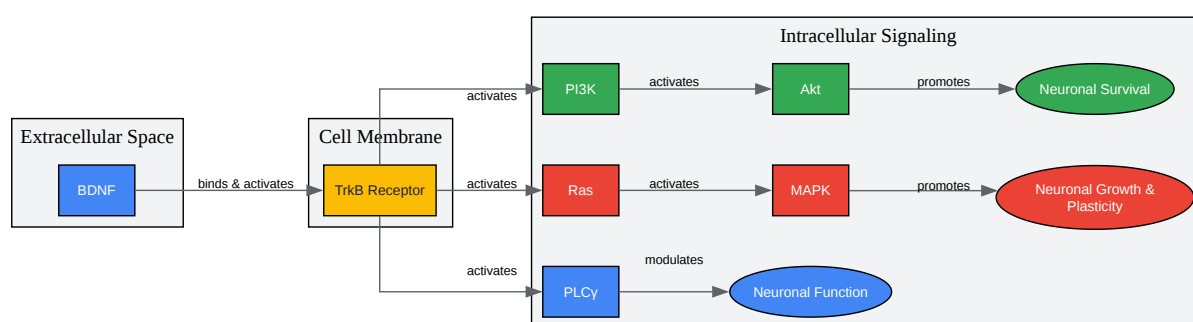 Intracellular Signaling
PI3K
activates
Akt
promotes
Neuronal Survival
activates
Extracellular Space
Cell Membrane
BDNF
binds & activates
TrkB Receptor
activates
Ras
activates
MAPK
promotes
Neuronal Growth &
Plasticity
activates
PLCγ
modulates
Neuronal Function